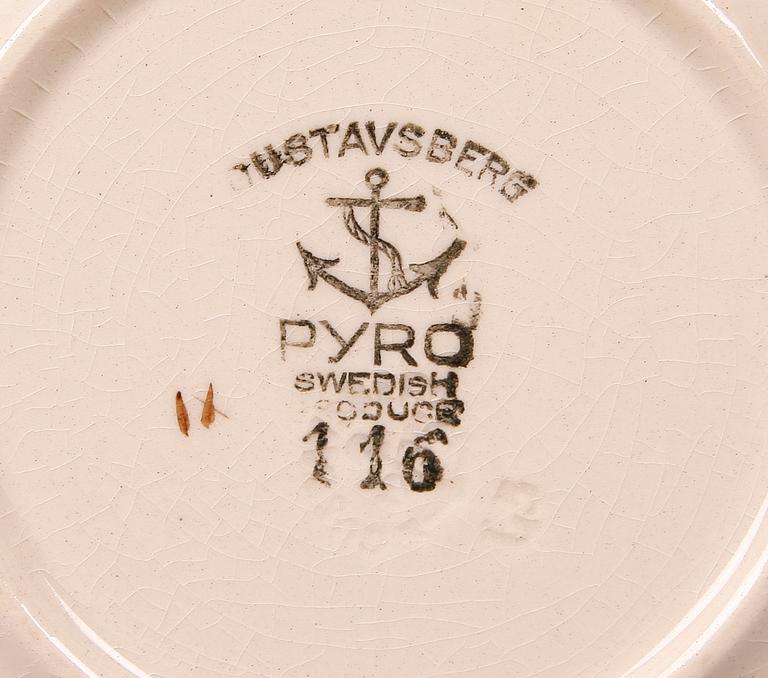 GUSTAVSBERG
PYRO
SWEDISH
PRODUCE
116